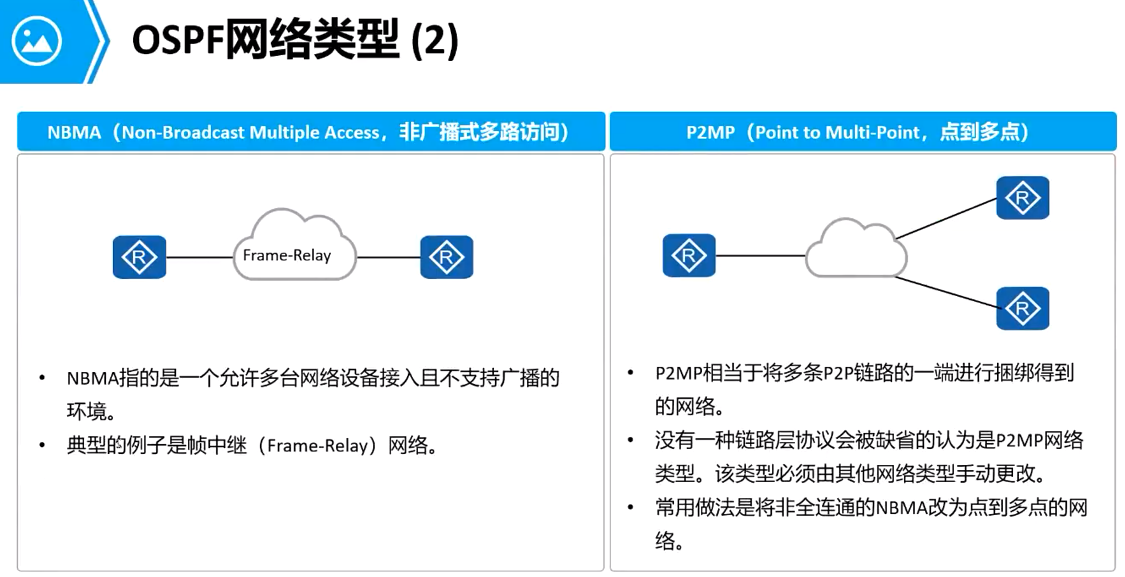 OSPF网络类型 (2)
NBMA（Non-Broadcast Multiple Access，非广播式多路访问）
R
Frame-Relay
R
NBMA指的是一个允许多台网络设备接入且不支持广播的
环境。
典型的例子是帧中继（Frame-Relay）网络。
P2MP（Point to Multi-Point，点到多点）
R
R
R
P2MP相当于将多条P2P链路的一端进行捆绑得到
的网络。
没有一种链路层协议会被缺省的认为是P2MP网络
类型。该类型必须由其他网络类型手动更改。
常用做法是将非全连通的NBMA改为点到多点的网
络。